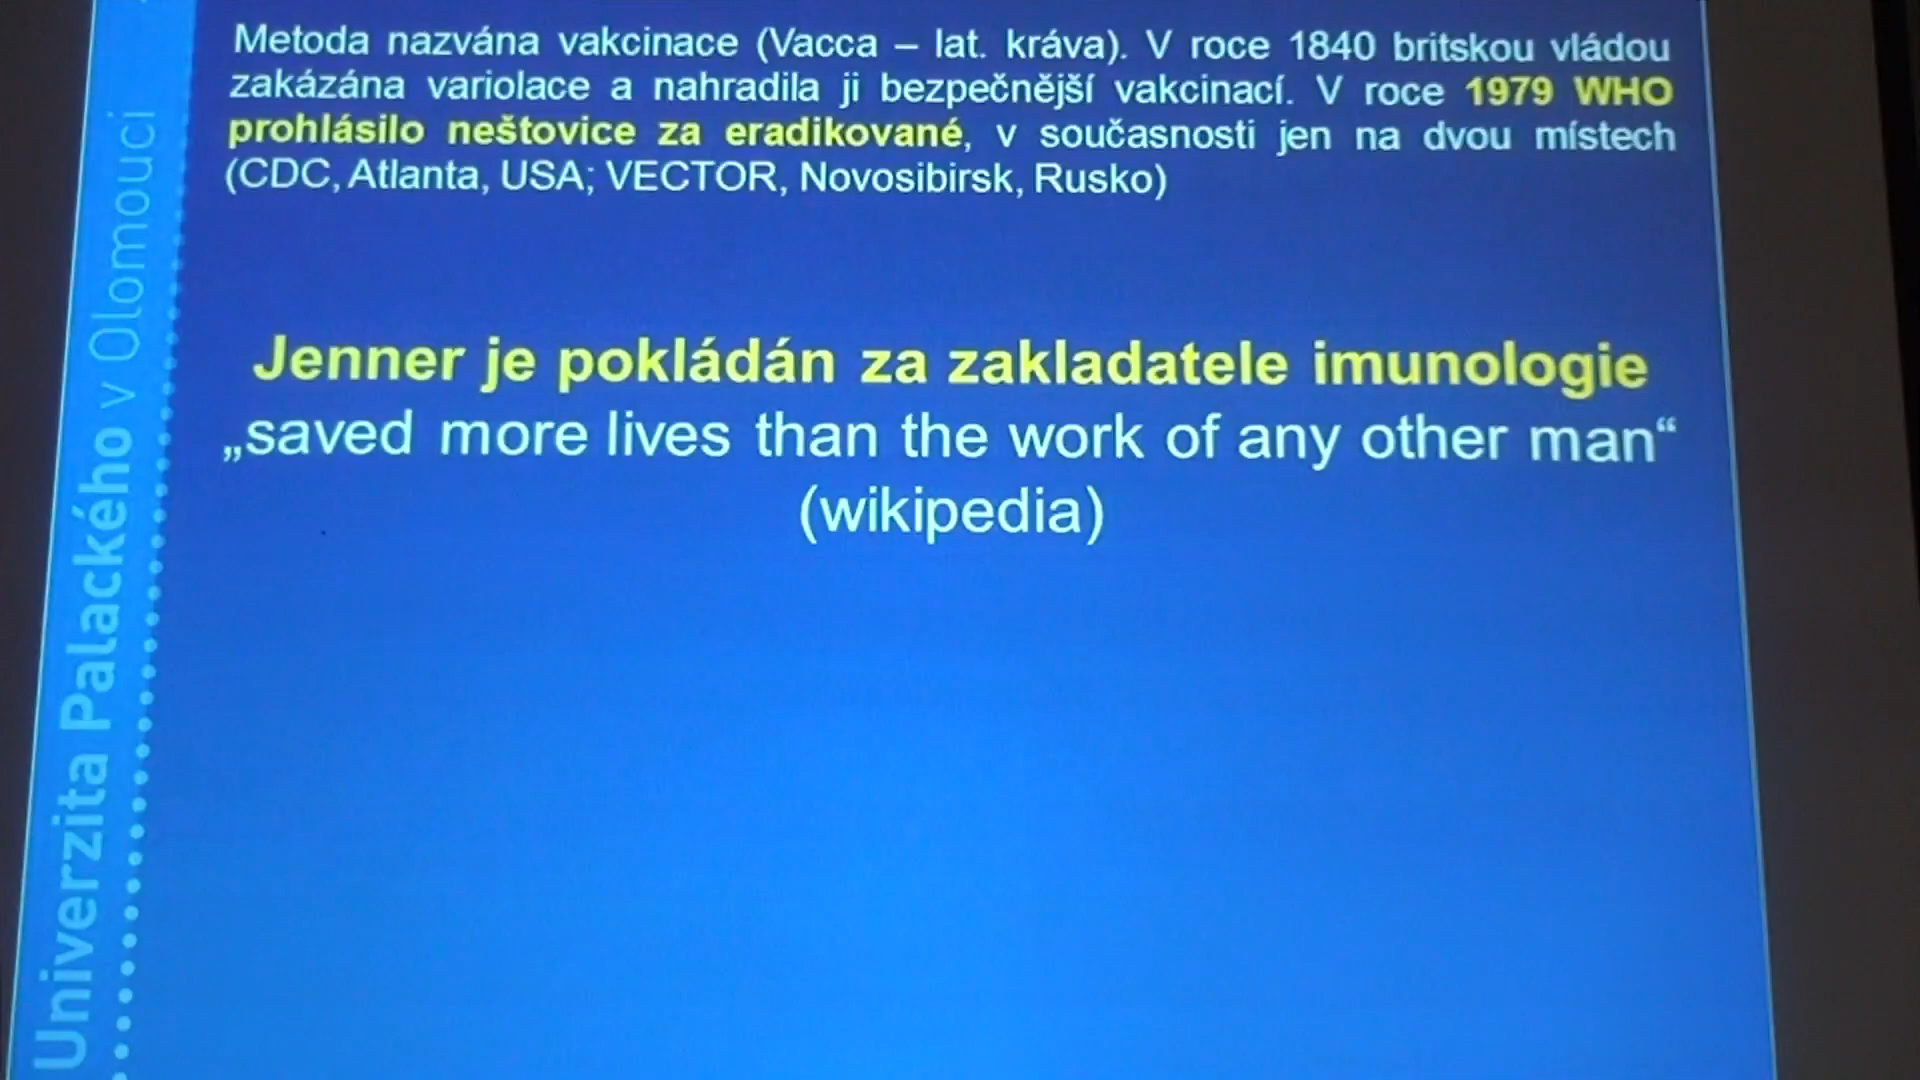 Metoda nazvána vakcinace (Vacca – lat. kráva). V roce 1840 britskou vládou
zakázána variolace a nahradila ji bezpečnější vakcinací. V roce 1979 WHO
prohlásilo neštovice za eradikované, v současnosti jen na dvou místech
(CDC, Atlanta, USA; VECTOR, Novosibirsk, Rusko)
Jenner je pokládán za zakladatele imunologie
„saved more lives than the work of any other man“
(wikipedia)
Univerzita Palackého v Olomouci